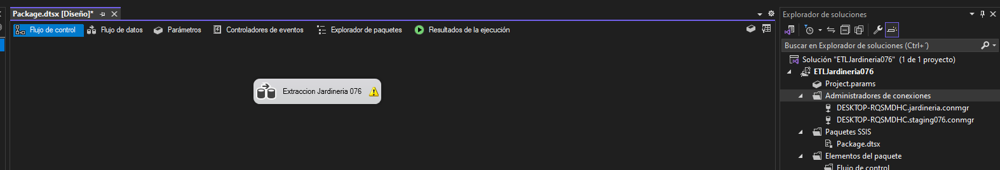 Package.dtsx [Diseño]*
Flujo de control
Flujo de datos
Parámetros
Controladores de eventos
Explorador de paquetes
Resultados de la ejecución
Extraccion Jardineria 076
Explorador de soluciones
Buscar en Explorador de soluciones (Ctrl+´)
Solución "ETLJardineria076" (1 de 1 proyecto)
ETLJardineria076
Project.params
Administradores de conexiones
DESKTOP-RQSMDHC.jardineria.conmgr
DESKTOP-RQSMDHC.staging076.conmgr
Paquetes SSIS
Package.dtsx
Elementos del paquete
Flujo de control